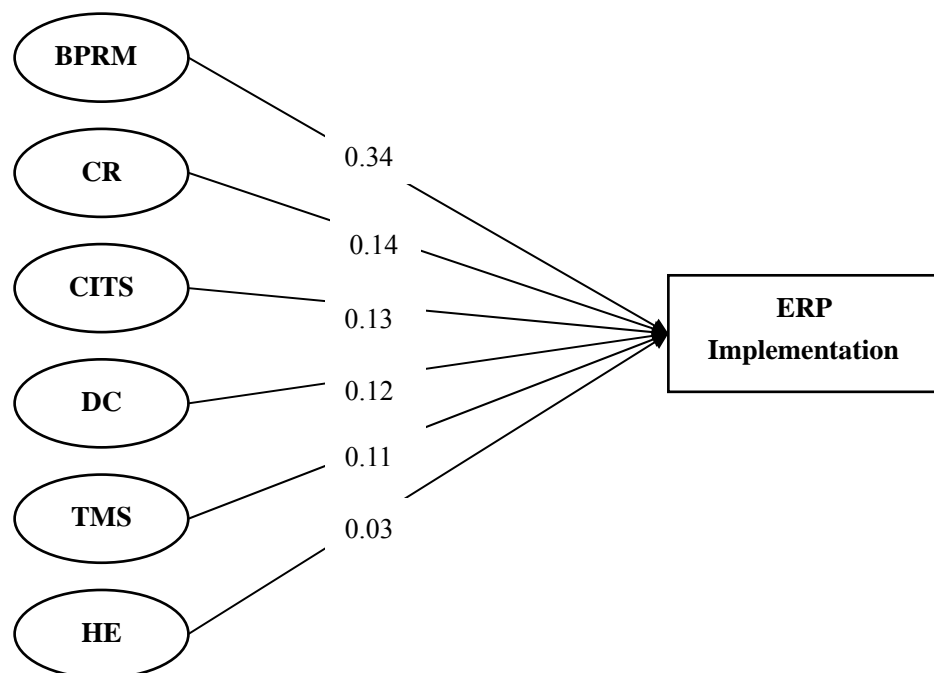 BPRM
0.34
CR
0.14
CITS
0.13
ERP
Implementation
DC
0.12
TMS
0.11
HE
0.03